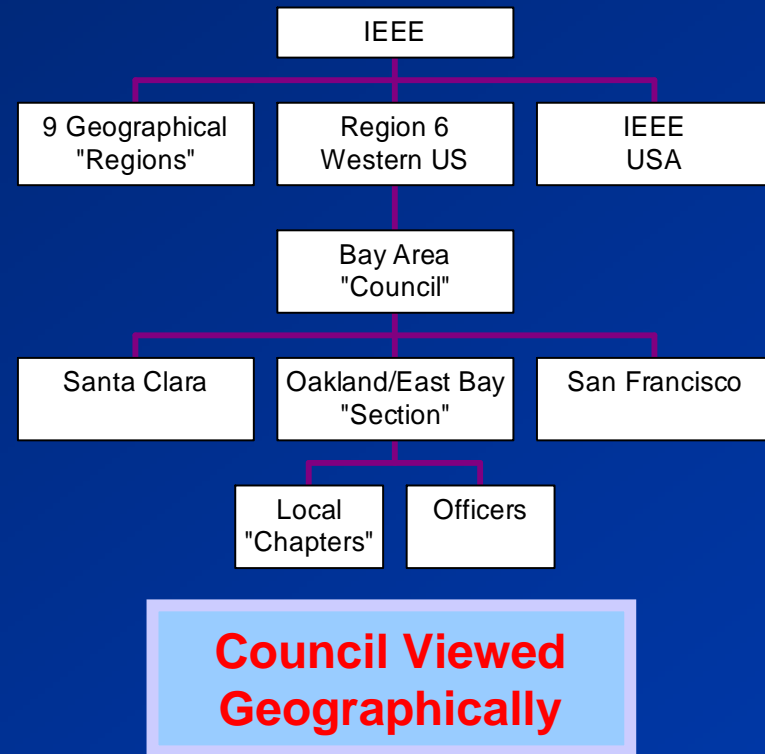 IEEE
9 Geographical
"Regions"
Region 6
Western US
IEEE
USA
Bay Area
"Council"
Santa Clara
Oakland/East Bay
"Section"
San Francisco
Local
"Chapters"
Officers
Council Viewed
Geographically